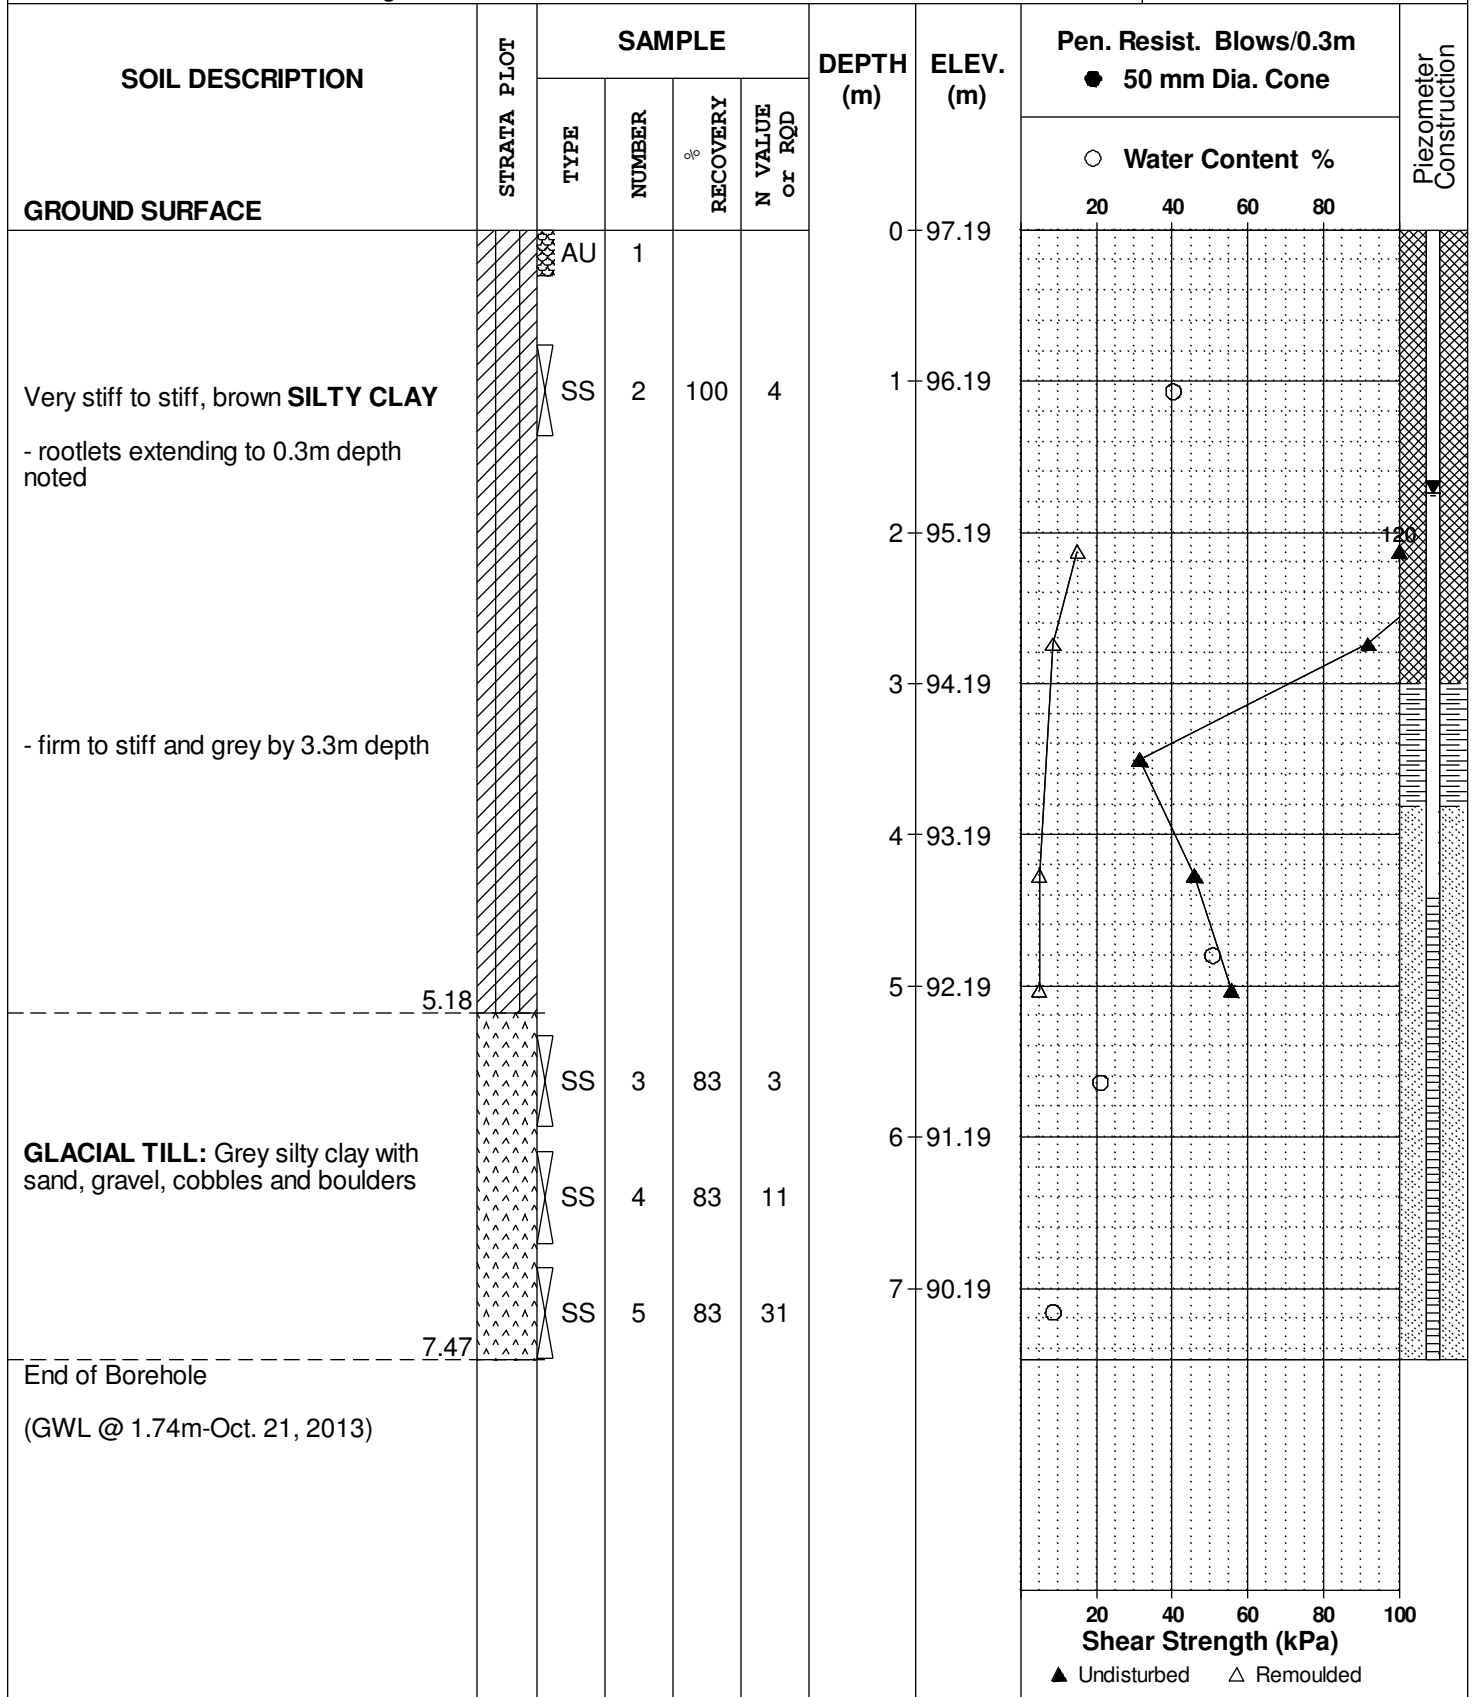 SOIL DESCRIPTION
GROUND SURFACE
STRATA PLOT
SAMPLE
TYPE
NUMBER
% RECOVERY
N VALUE or RQD
DEPTH (m)
ELEV. (m)
Pen. Resist. Blows/0.3m
● 50 mm Dia. Cone
○ Water Content %
20 40 60 80
Piezometer Construction
0 97.19
AU 1
Very stiff to stiff, brown SILTY CLAY
SS 2 100 4
1 96.19
- rootlets extending to 0.3m depth
noted
2 95.19
120
3 94.19
- firm to stiff and grey by 3.3m depth
4 93.19
5 92.19
5.18
SS 3 83 3
6 91.19
GLACIAL TILL: Grey silty clay with
sand, gravel, cobbles and boulders
SS 4 83 11
7 90.19
SS 5 83 31
7.47
End of Borehole
(GWL @ 1.74m-Oct. 21, 2013)
20 40 60 80 100
Shear Strength (kPa)
▲ Undisturbed △ Remoulded